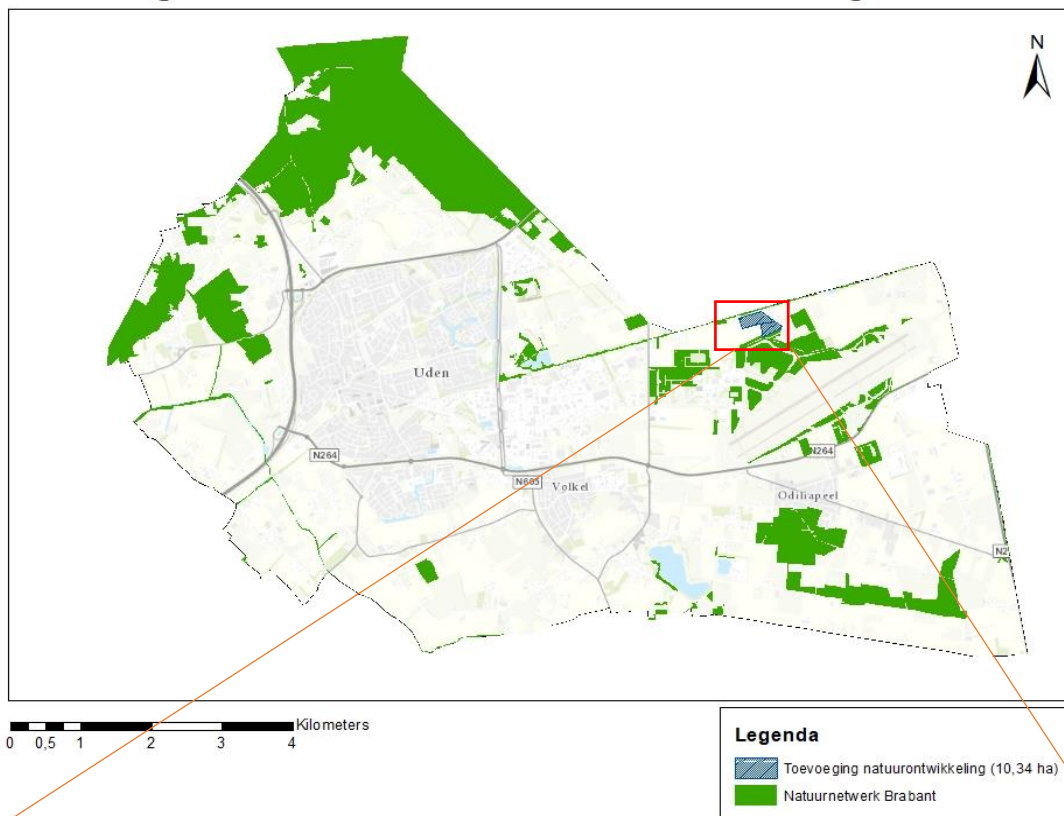 N
Uden
N264
N605
Volkel
N264
Odiliapeel
N2
Kilometers
0 0,5 1 2 3 4
Legenda
Toevoeging natuurontwikkeling (10,34 ha)
Natuurnetwerk Brabant